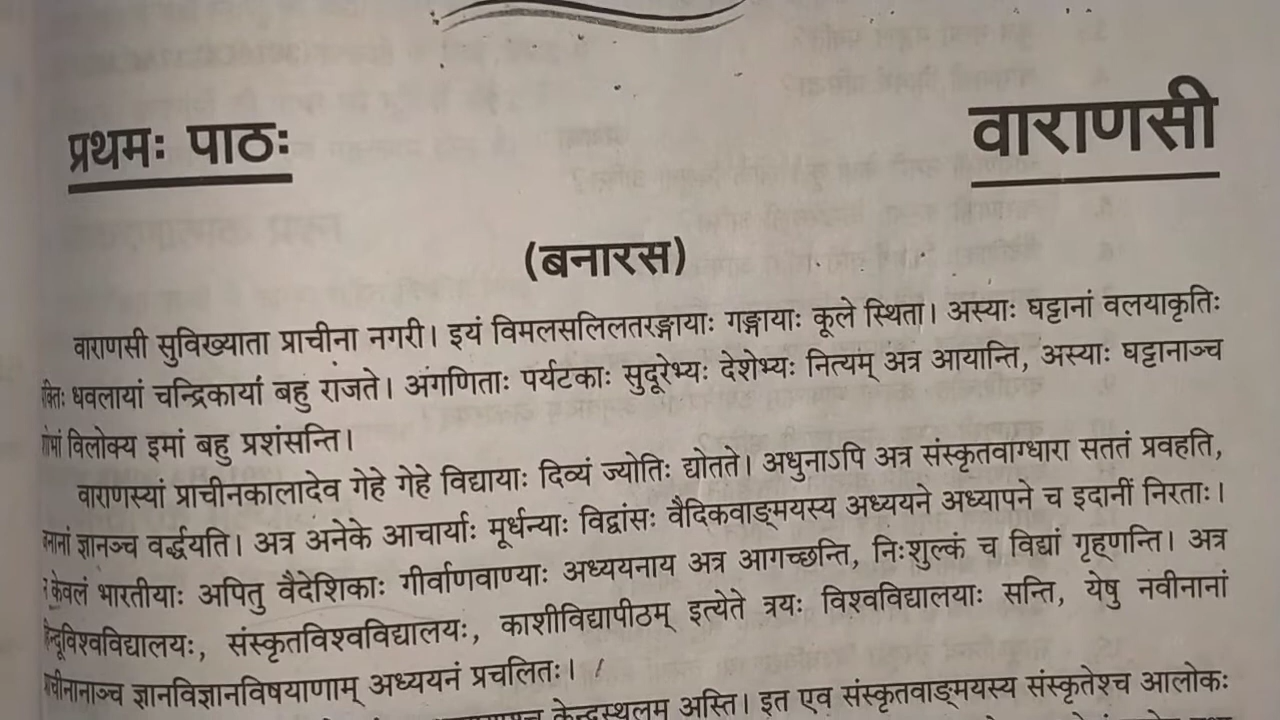 प्रथमः पाठः
वाराणसी
(बनारस)
वाराणसी सुविख्याता प्राचीना नगरी। इयं विमलसलिलतरङ्गायाः गङ्गायाः कूले स्थिता। अस्याः घट्टानां वलयाकृतिः
धवलायां चन्द्रिकायां बहु राजते। अगणिताः पर्यटकाः सुदूरेभ्यः देशेभ्यः नित्यम् अत्र आयान्ति, अस्याः घट्टानाञ्च
विलोक्य इमां बहु प्रशंसन्ति।
वाराणस्यां प्राचीनकालादेव गेहे गेहे विद्यायाः दिव्यं ज्योतिः द्योतते। अधुनाऽपि अत्र संस्कृतवाग्धारा सततं प्रवहति,
ज्ञानञ्च वर्द्धयति। अत्र अनेके आचार्याः मूर्धन्याः विद्वांसः वैदिकवाङ्मयस्य अध्ययने अध्यापने च इदानीं निरताः।
केवलं भारतीयाः अपितु वैदेशिकाः गीर्वाणवाण्याः अध्ययनाय अत्र आगच्छन्ति, निःशुल्कं च विद्यां गृहणन्ति। अत्र
हिन्दूविश्वविद्यालयः, संस्कृतविश्वविद्यालयः, काशीविद्यापीठम् इत्येते त्रयः विश्वविद्यालयाः सन्ति, येषु नवीनानां
ज्ञानविज्ञानविषयाणाम् अध्ययनं प्रचलितः।
केन्द्रस्थलम् अस्ति। इत एव संस्कृतवाङ्मयस्य संस्कृतेश्च आलोकः